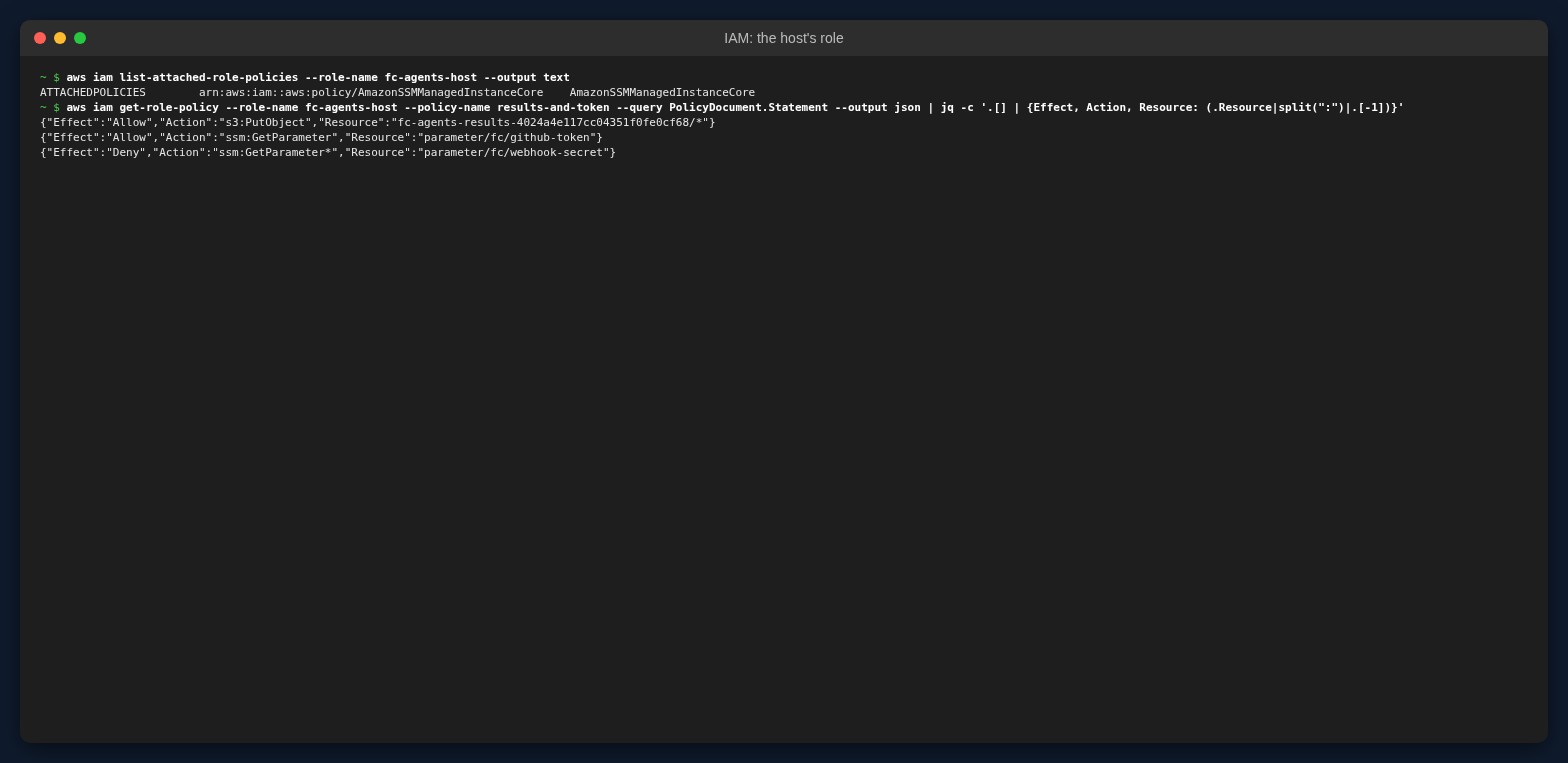 IAM: the host's role
~ $ aws iam list-attached-role-policies --role-name fc-agents-host --output text
ATTACHEDPOLICIES	arn:aws:iam::aws:policy/AmazonSSMManagedInstanceCore	AmazonSSMManagedInstanceCore
~ $ aws iam get-role-policy --role-name fc-agents-host --policy-name results-and-token --query PolicyDocument.Statement --output json | jq -c '.[] | {Effect, Action, Resource: (.Resource|split(":")|.[-1])}'
{"Effect":"Allow","Action":"s3:PutObject","Resource":"fc-agents-results-4024a4e117cc04351f0fe0cf68/*"}
{"Effect":"Allow","Action":"ssm:GetParameter","Resource":"parameter/fc/github-token"}
{"Effect":"Deny","Action":"ssm:GetParameter*","Resource":"parameter/fc/webhook-secret"}